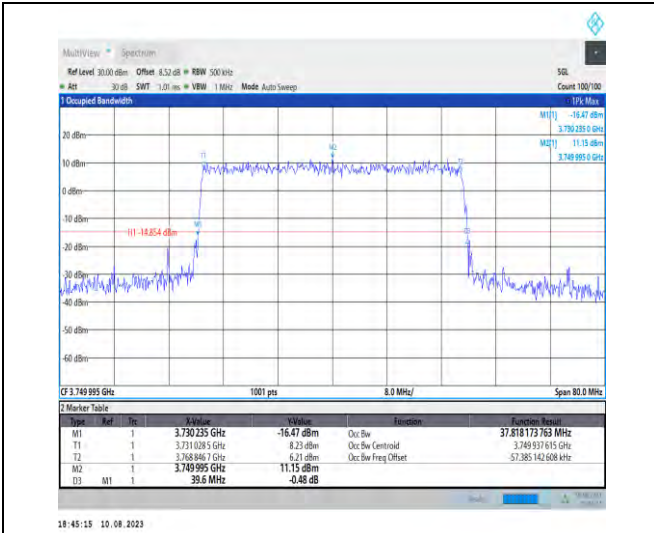 MultiView Spectrum
Ref Level 30.00 dBm Offset 8.52 dB RBW 500 kHz SGL
Att 30 dB SWT 1.01 ms VBW 1 MHz Mode Auto Sweep Count 100/100
1 Occupied Bandwidth 1Pk Max
M1[1] -16.47 dBm
3.730 235 0 GHz
M2[1] 11.15 dBm
3.749 995 0 GHz
20 dBm
M2
T1
10 dBm
0 dBm
-10 dBm
M1
H1 -14.854 dBm
-20 dBm
-30 dBm
-40 dBm
-50 dBm
-60 dBm
CF 3.749 995 GHz 1001 pts 8.0 MHz/ Span 80.0 MHz
2 Marker Table
Type Ref Trc X-Value Y-Value Function Function Result
M1 1 3.730 235 GHz -16.47 dBm Occ Bw 37.818 173 763 MHz
T1 1 3.731 028 5 GHz 8.23 dBm Occ Bw Centroid 3.749 937 615 GHz
T2 1 3.768 846 7 GHz 6.21 dBm Occ Bw Freq Offset -57.385 142 608 kHz
M2 1 3.749 995 GHz 11.15 dBm
D3 M1 1 39.6 MHz -0.48 dB
18:45:15 10.08.2023